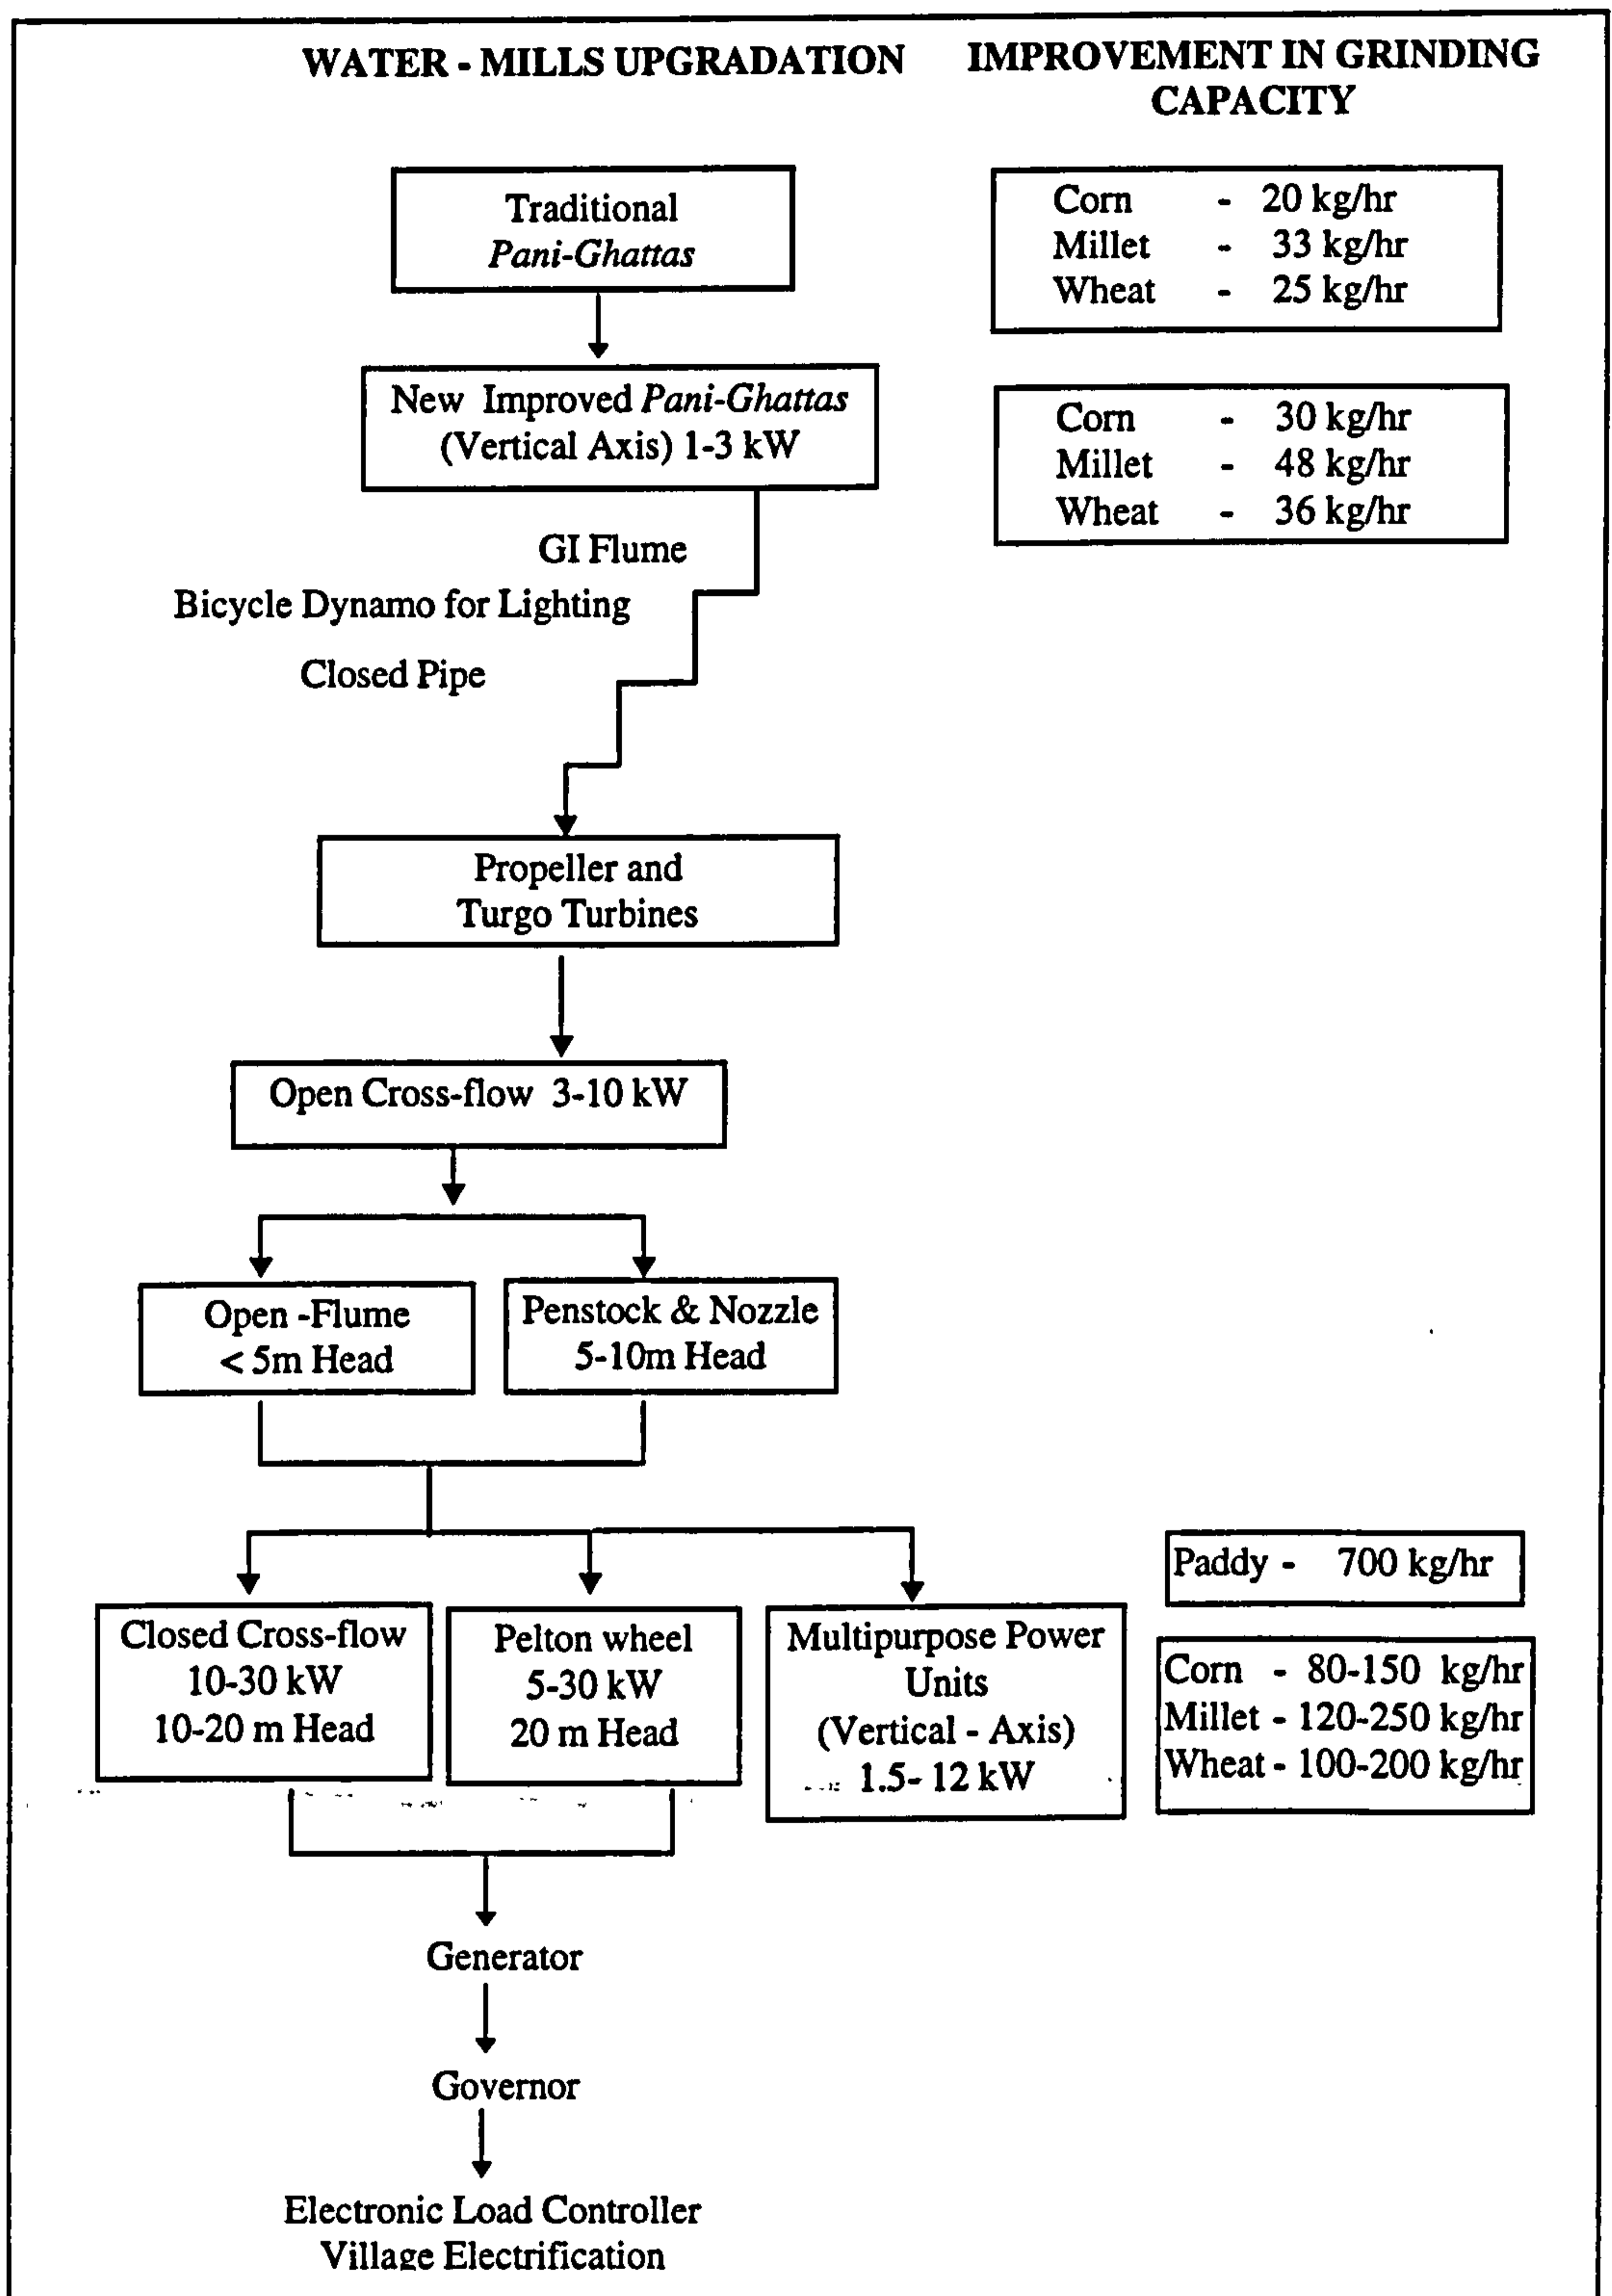 WATER - MILLS UPGRADATION
IMPROVEMENT IN GRINDING
CAPACITY
Traditional
Pani-Ghattas
Corn - 20 kg/hr
Millet - 33 kg/hr
Wheat - 25 kg/hr
New Improved Pani-Ghattas
(Vertical Axis) 1-3 kW
Corn - 30 kg/hr
Millet - 48 kg/hr
Wheat - 36 kg/hr
GI Flume
Bicycle Dynamo for Lighting
Closed Pipe
Propeller and
Turgo Turbines
Open Cross-flow 3-10 kW
Open -Flume
< 5m Head
Penstock & Nozzle
5-10m Head
Closed Cross-flow
10-30 kW
10-20 m Head
Pelton wheel
5-30 kW
20 m Head
Multipurpose Power
Units
(Vertical - Axis)
1.5- 12 kW
Paddy - 700 kg/hr
Corn - 80-150 kg/hr
Millet - 120-250 kg/hr
Wheat - 100-200 kg/hr
Generator
Governor
Electronic Load Controller
Village Electrification